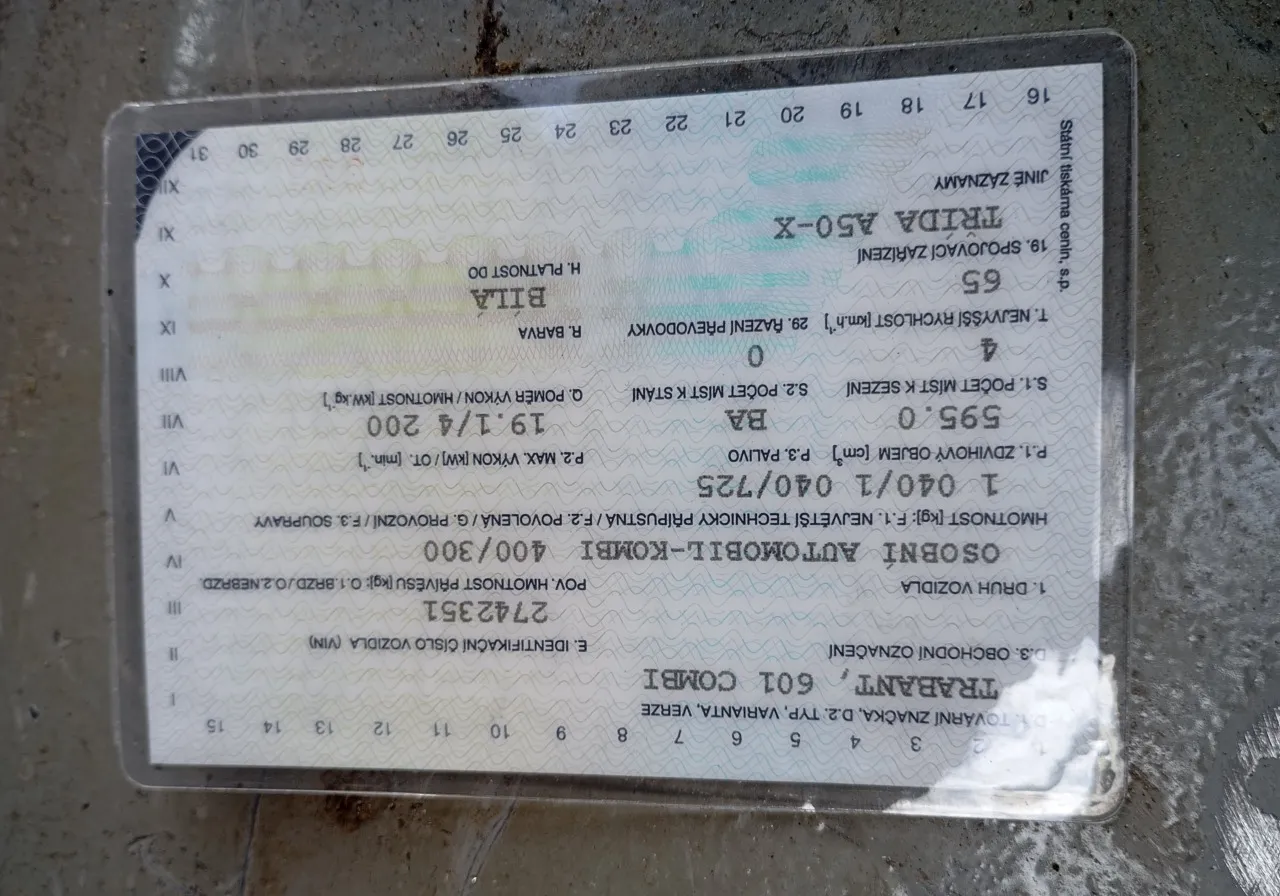 1 2 3 4 5 6 7 8 9 10 11 12 13 14 15
D.1. TOVÁRNÍ ZNAČKA, D.2. TYP, VARIANTA, VERZE
TRABANT, 601 COMBI
I
D.3. OBCHODNÍ OZNAČENÍ
E. IDENTIFIKAČNÍ ČÍSLO VOZIDLA (VIN)
II
2742351
III
1. DRUH VOZIDLA
POV. HMOTNOST PŘÍVĚSU [kg]: O.1. BRZD./O.2.NEBRZD.
OSOBNÍ AUTOMOBIL-KOMBI 400/300
IV
HMOTNOST [kg]: F.1. NEJVĚTŠÍ TECHNICKY PŘÍPUSTNÁ / F.2. POVOLENÁ / G. PROVOZNÍ / F.3. SOUPRAVY
V
1 040/1 040/725
P.1. ZDVIHOVÝ OBJEM [cm³] P.3. PALIVO P.2. MAX. VÝKON [kW] / OT. [min.⁻¹]
VI
595.0 BA 19.1/4 200
VII
S.1. POČET MÍST K SEZENÍ S.2. POČET MÍST K STÁNÍ Q. POMĚR VÝKON / HMOTNOST [kW.kg⁻¹]
4 0
VIII
T. NEJVYŠŠÍ RYCHLOST [km.h⁻¹] 29. ŘAZENÍ PŘEVODOVKY R. BARVA
IX
65 BÍLÁ
X
19. SPOJOVACÍ ZAŘÍZENÍ H. PLATNOST DO
TŘÍDA A50-X
XI
JINÉ ZÁZNAMY
XII
16 17 18 19 20 21 22 23 24 25 26 27 28 29 30 31
Státní tiskárna cenin, s.p.